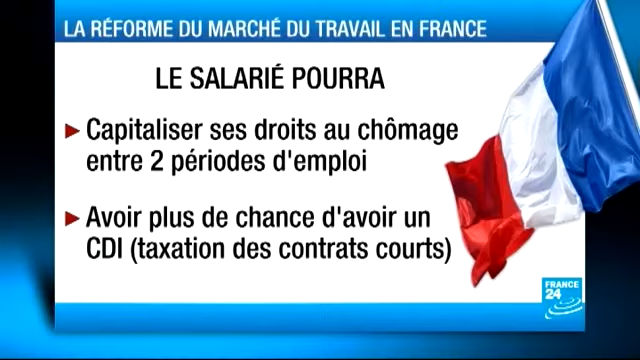 LA RÉFORME DU MARCHÉ DU TRAVAIL EN FRANCE
LE SALARIÉ POURRA
Capitaliser ses droits au chômage
entre 2 périodes d'emploi
Avoir plus de chance d'avoir un
CDI (taxation des contrats courts)
FRANCE
24